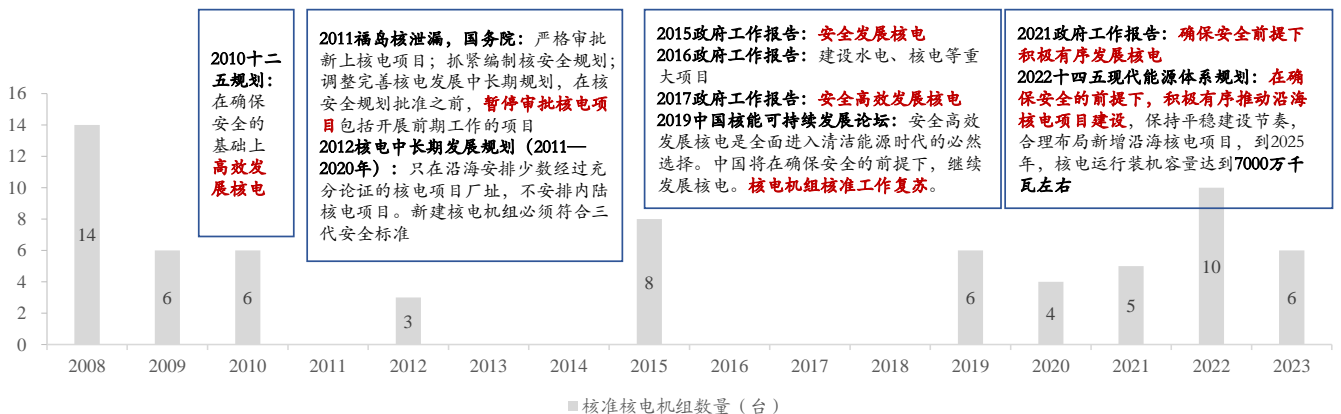 2010十二
五规划：
在确保
安全的
基础上
高效发
展核电
2011福岛核泄漏，国务院：严格审批
新上核电项目；抓紧编制核安全规划；
调整完善核电发展中长期规划，在核
安全规划批准之前，暂停审批核电项
目包括开展前期工作的项目
2012核电中长期发展规划（2011—
2020年）：只在沿海安排少数经过充
分论证的核电项目厂址，不安排内陆
核电项目。新建核电机组必须符合三
代安全标准
2015政府工作报告：安全发展核电
2016政府工作报告：建设水电、核电等重
大项目
2017政府工作报告：安全高效发展核电
2019中国核能可持续发展论坛：安全高效
发展核电是全面进入清洁能源时代的必然
选择。中国将在确保安全的前提下，继续
发展核电。核电机组核准工作复苏。
2021政府工作报告：确保安全前提下
积极有序发展核电
2022十四五现代能源体系规划：在确
保安全的前提下，积极有序推动沿海
核电项目建设，保持平稳建设节奏，
合理布局新增沿海核电项目，到2025
年，核电运行装机容量达到7000万千
瓦左右
16
14
12
10
8
6
4
2
0
14
6
6
3
8
6
4
5
10
6
2008
2009
2010
2011
2012
2013
2014
2015
2016
2017
2018
2019
2020
2021
2022
2023
核准核电机组数量（台）